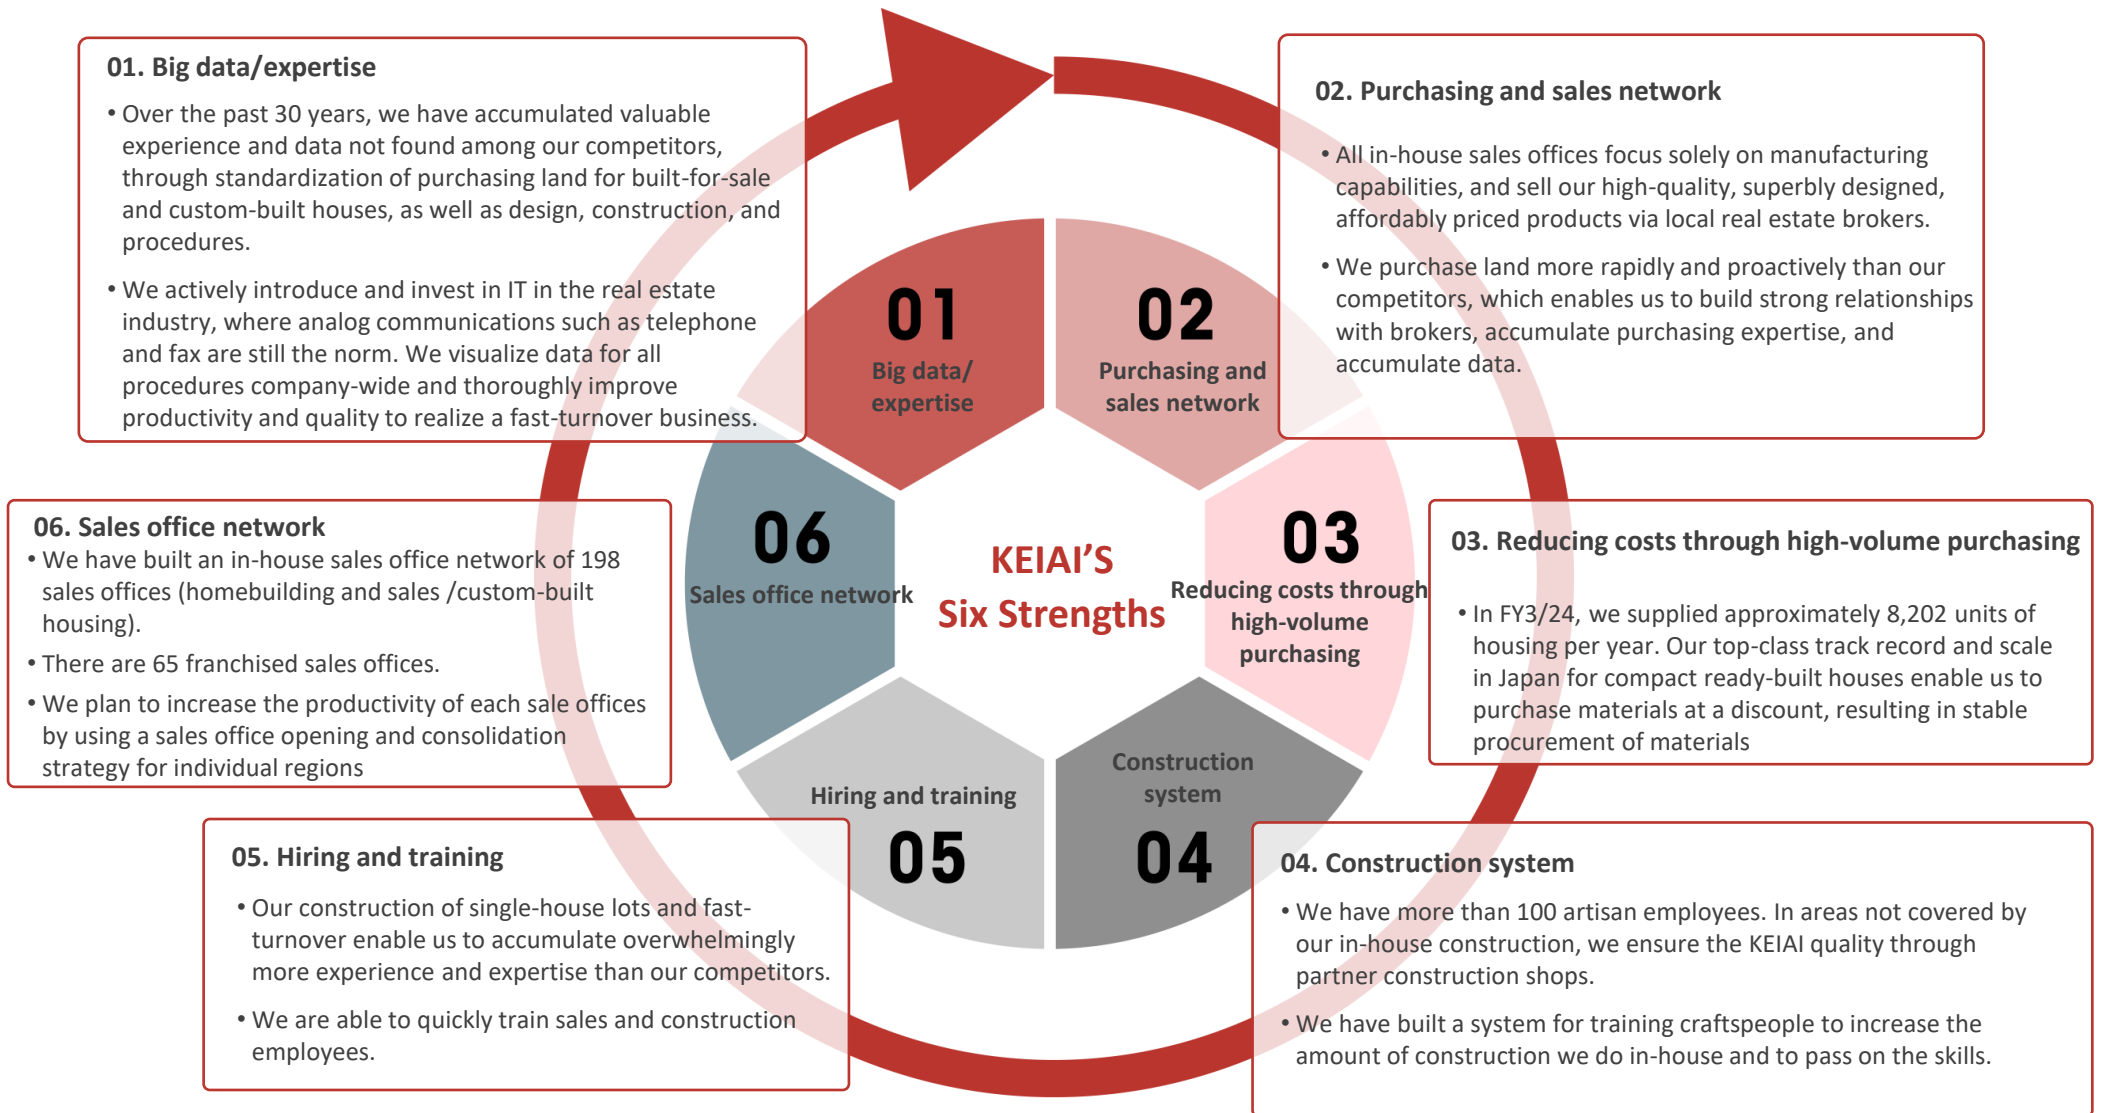 01. Big data/expertise
• Over the past 30 years, we have accumulated valuable
experience and data not found among our competitors,
through standardization of purchasing land for built-for-sale
and custom-built houses, as well as design, construction, and
procedures.
• We actively introduce and invest in IT in the real estate
industry, where analog communications such as telephone
and fax are still the norm. We visualize data for all
procedures company-wide and thoroughly improve
productivity and quality to realize a fast-turnover business.
02. Purchasing and sales network
• All in-house sales offices focus solely on manufacturing
capabilities, and sell our high-quality, superbly designed,
affordably priced products via local real estate brokers.
• We purchase land more rapidly and proactively than our
competitors, which enables us to build strong relationships
with brokers, accumulate purchasing expertise, and
accumulate data.
01
Big data/
expertise
02
Purchasing and
sales network
06
Sales office network
KEIAI'S
Six Strengths
03
Reducing costs through
high-volume
purchasing
Hiring and training
05
Construction
system
04
06. Sales office network
• We have built an in-house sales office network of 198
sales offices (homebuilding and sales /custom-built
housing).
• There are 65 franchised sales offices.
• We plan to increase the productivity of each sale offices
by using a sales office opening and consolidation
strategy for individual regions
03. Reducing costs through high-volume purchasing
• In FY3/24, we supplied approximately 8,202 units of
housing per year. Our top-class track record and scale
in Japan for compact ready-built houses enable us to
purchase materials at a discount, resulting in stable
procurement of materials
05. Hiring and training
• Our construction of single-house lots and fast-
turnover enable us to accumulate overwhelmingly
more experience and expertise than our competitors.
• We are able to quickly train sales and construction
employees.
04. Construction system
• We have more than 100 artisan employees. In areas not covered by
our in-house construction, we ensure the KEIAI quality through
partner construction shops.
• We have built a system for training craftspeople to increase the
amount of construction we do in-house and to pass on the skills.